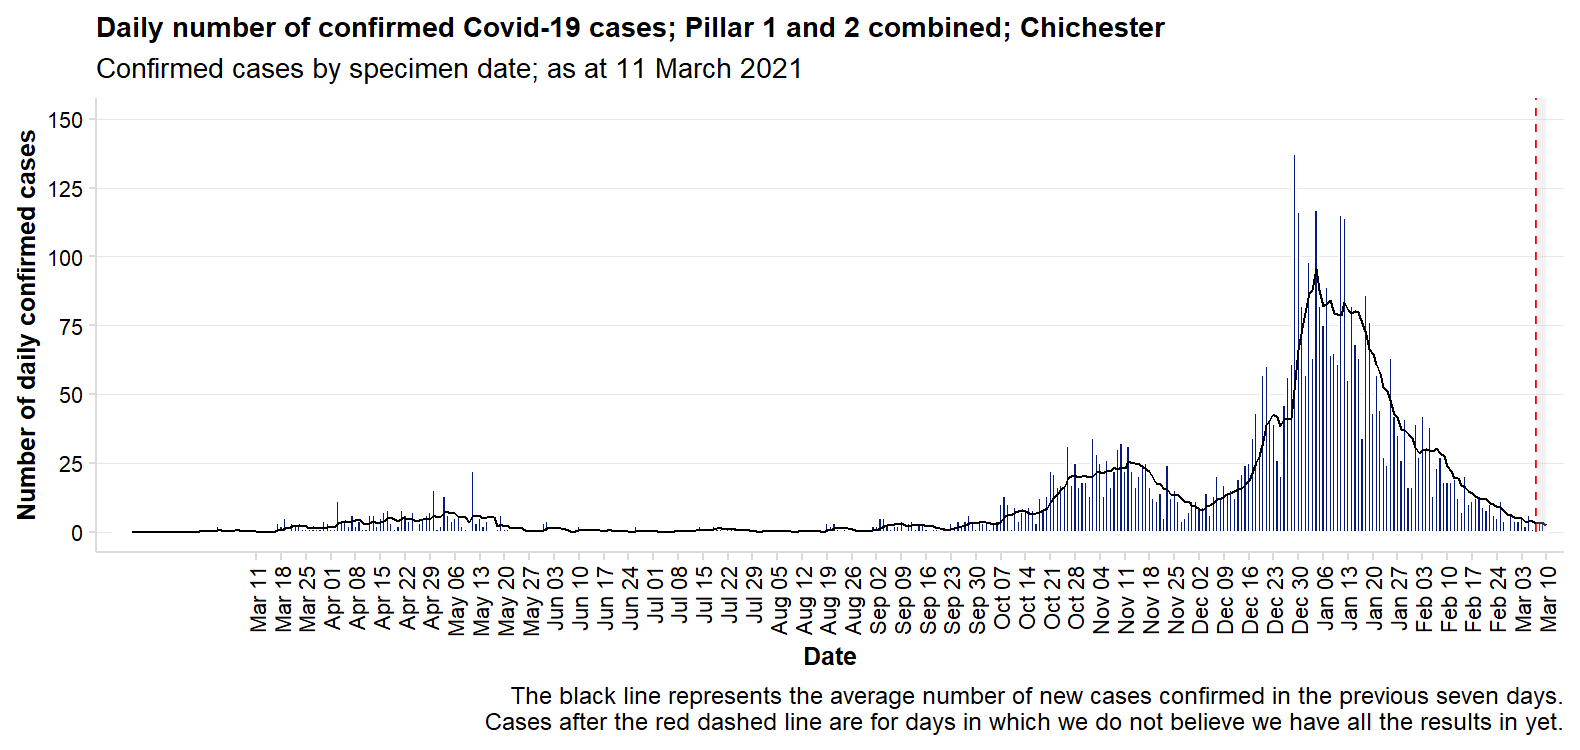 Daily number of confirmed Covid-19 cases; Pillar 1 and 2 combined; Chichester
Confirmed cases by specimen date; as at 11 March 2021
Number of daily confirmed cases
150
125
100
75
50
25
0
Mar 11
Mar 18
Mar 25
Apr 01
Apr 08
Apr 15
Apr 22
Apr 29
May 06
May 13
May 20
May 27
Jun 03
Jun 10
Jun 17
Jun 24
Jul 01
Jul 08
Jul 15
Jul 22
Jul 29
Aug 05
Aug 12
Aug 19
Aug 26
Sep 02
Sep 09
Sep 16
Sep 23
Sep 30
Oct 07
Oct 14
Oct 21
Oct 28
Nov 04
Nov 11
Nov 18
Nov 25
Dec 02
Dec 09
Dec 16
Dec 23
Dec 30
Jan 06
Jan 13
Jan 20
Jan 27
Feb 03
Feb 10
Feb 17
Feb 24
Mar 03
Mar 10
Date
The black line represents the average number of new cases confirmed in the previous seven days.
Cases after the red dashed line are for days in which we do not believe we have all the results in yet.